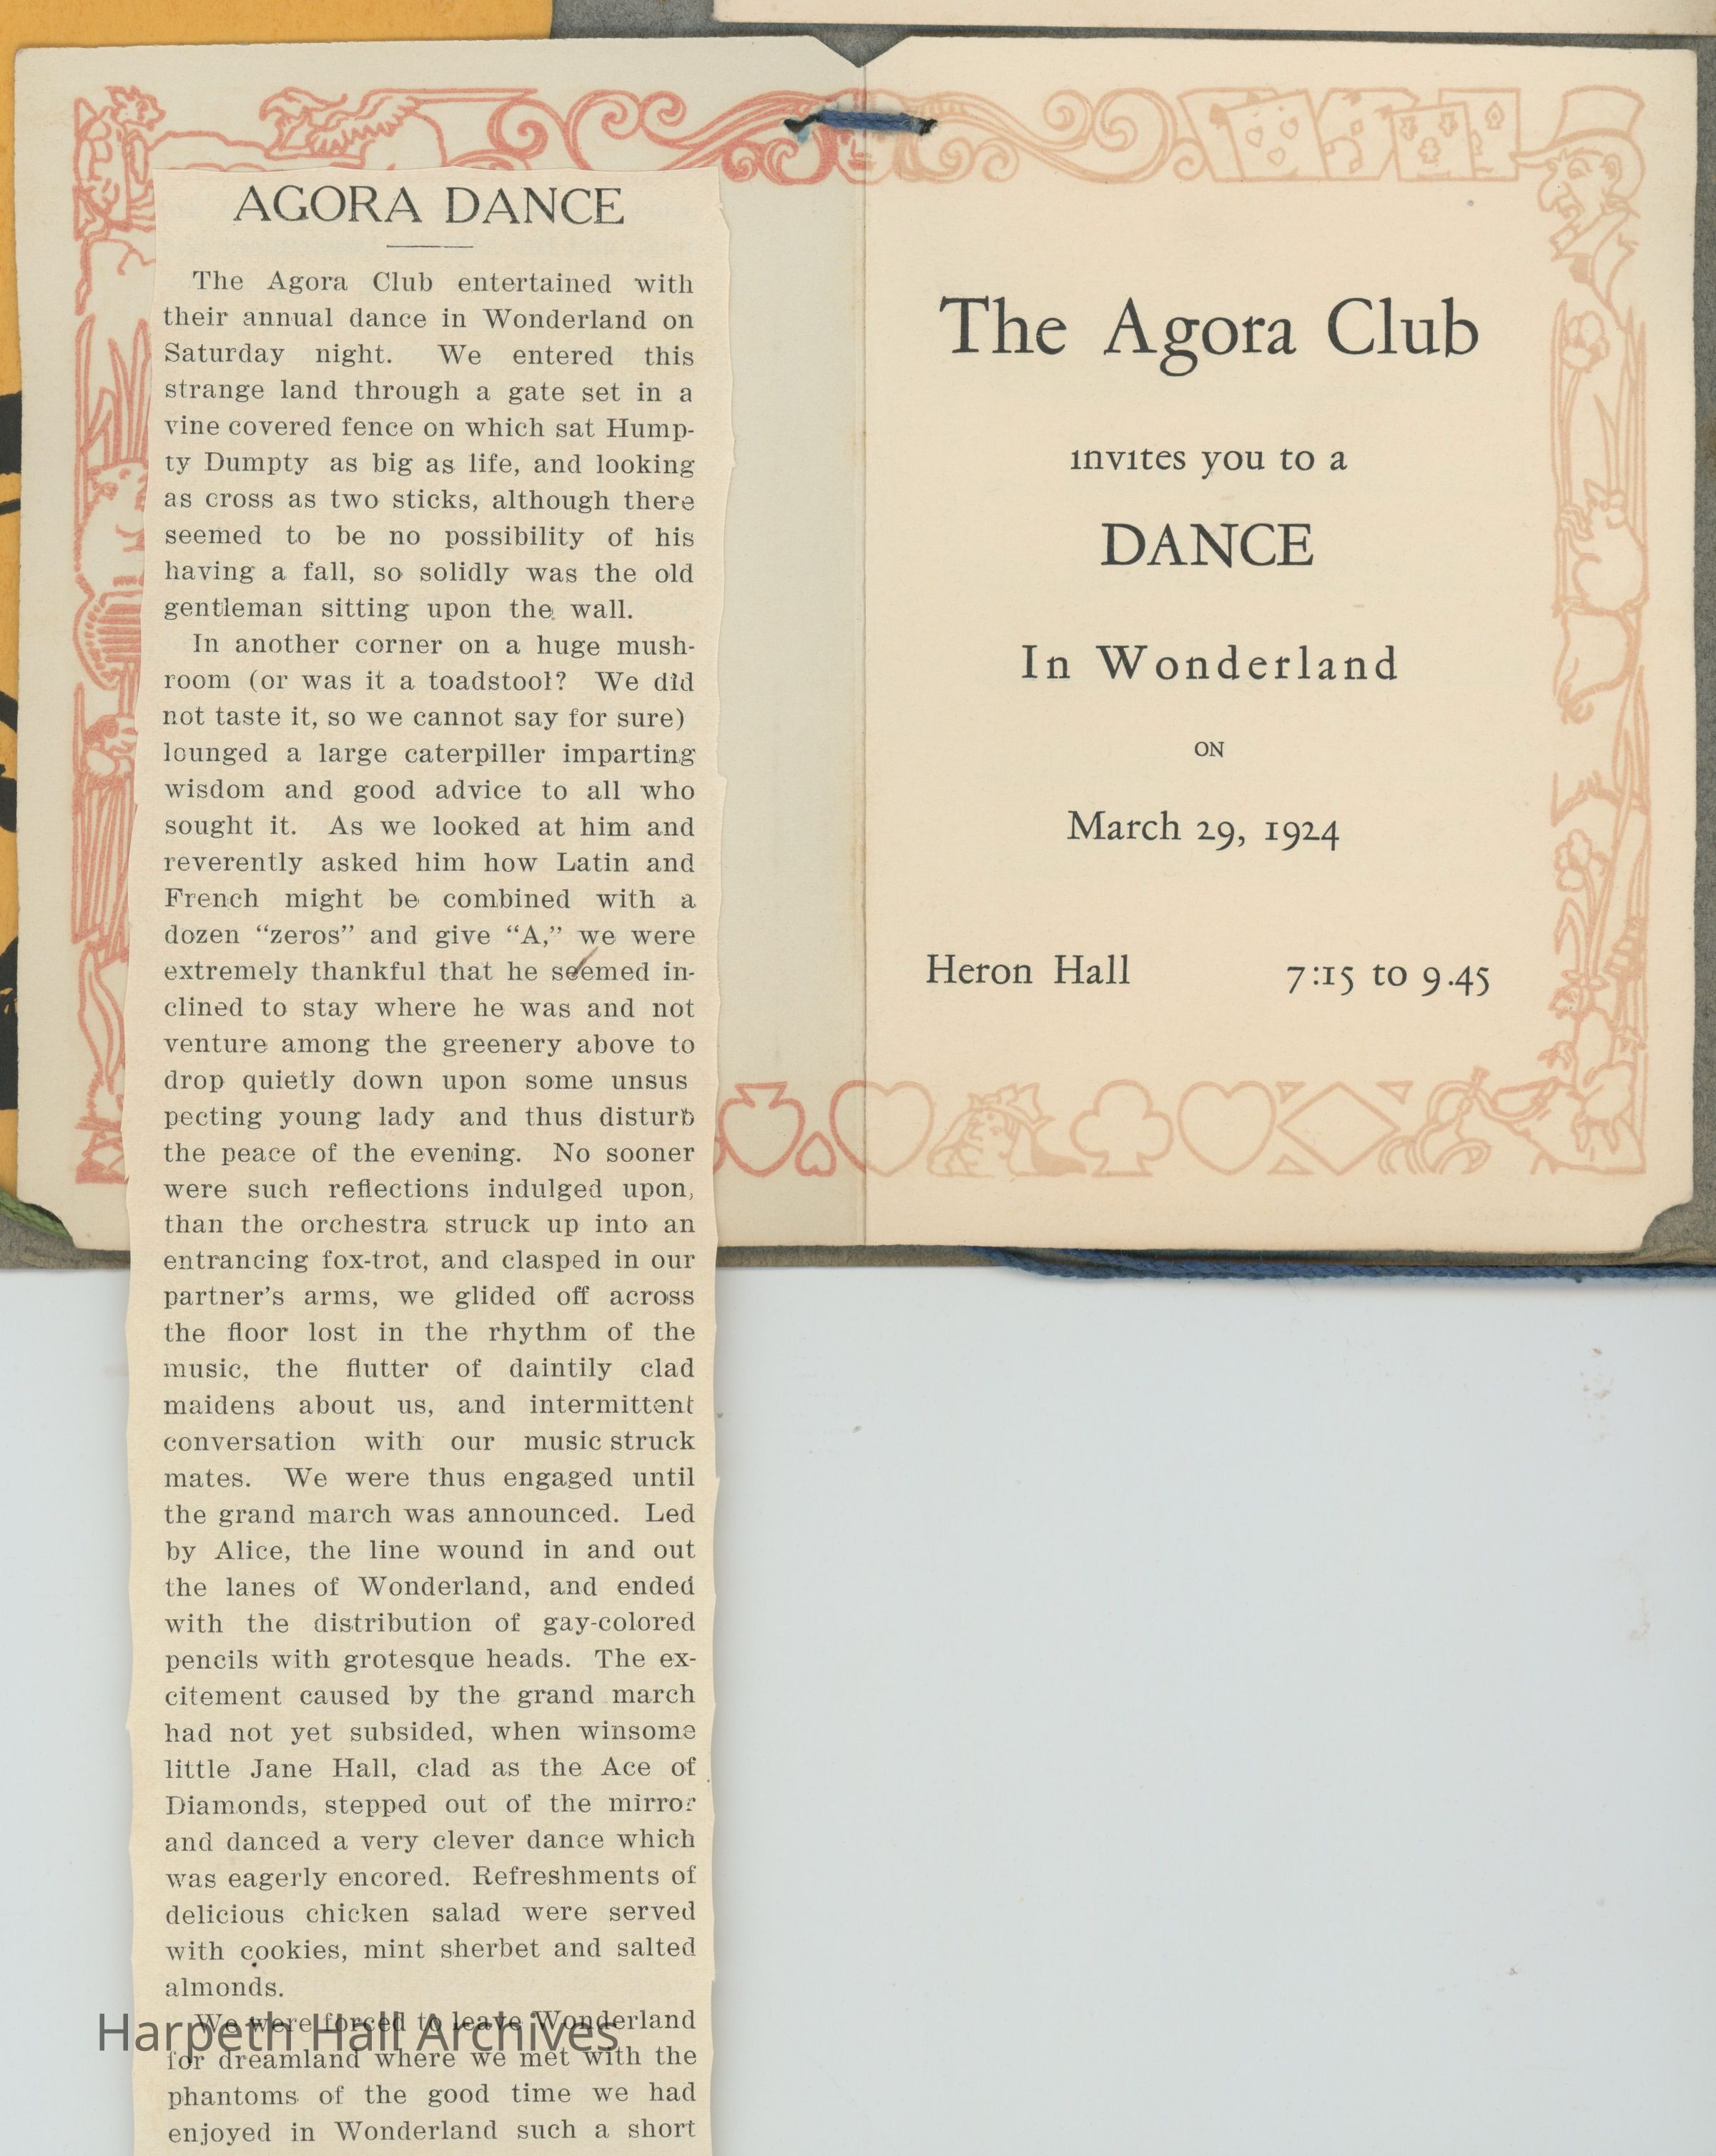 AGORA DANCE
The Agora Club entertained with
their annual dance in Wonderland on
Saturday night. We entered this
strange land through a gate set in a
vine covered fence on which sat Hump-
ty Dumpty as big as life, and looking
as cross as two sticks, although there
seemed to be no possibility of his
having a fall, so solidly was the old
gentleman sitting upon the wall.
In another corner on a huge mush-
room (or was it a toadstool? We did
not taste it, so we cannot say for sure)
lounged a large caterpiller imparting
wisdom and good advice to all who
sought it. As we looked at him and
reverently asked him how Latin and
French might be combined with a
dozen “zeros” and give “A,” we were
extremely thankful that he seemed in-
clined to stay where he was and not
venture among the greenery above to
drop quietly down upon some unsus
pecting young lady and thus disturb
the peace of the evening. No sooner
were such reflections indulged upon,
than the orchestra struck up into an
entrancing fox-trot, and clasped in our
partner's arms, we glided off across
the floor lost in the rhythm of the
music, the flutter of daintily clad
maidens about us, and intermittent
conversation with our music struck
mates. We were thus engaged until
the grand march was announced. Led
by Alice, the line wound in and out
the lanes of Wonderland, and ended
with the distribution of gay-colored
pencils with grotesque heads. The ex-
citement caused by the grand march
had not yet subsided, when winsome
little Jane Hall, clad as the Ace of
Diamonds, stepped out of the mirror
and danced a very clever dance which
was eagerly encored. Refreshments of
delicious chicken salad were served
with cookies, mint sherbet and salted
almonds.
We were forced to leave Wonderland
for dreamland where we met with the
phantoms of the good time we had
enjoyed in Wonderland such a short
The Agora Club
invites you to a
DANCE
In Wonderland
ON
March 29, 1924
Heron Hall 7:15 to 9.45
Harpeth Hall Archives